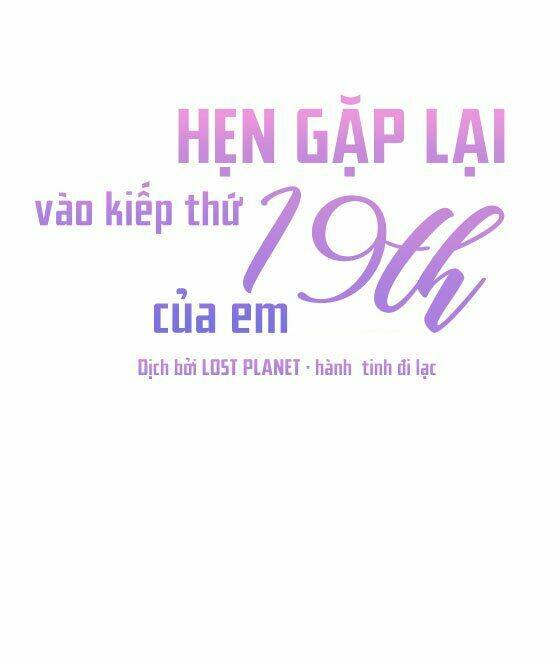 HẸN GẶP LẠI
vào kiếp thứ 19th
của em
Dịch bởi LOST PLANET · hành tinh đi lạc